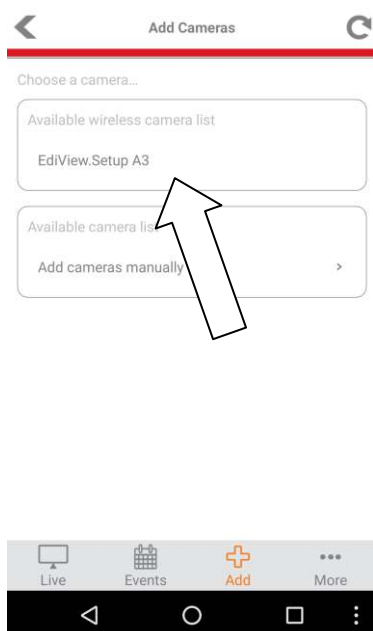 Add Cameras
Choose a camera...
Available wireless camera list
EdiView.Setup A3
Available camera lis
Add cameras manually >
Live Events Add More